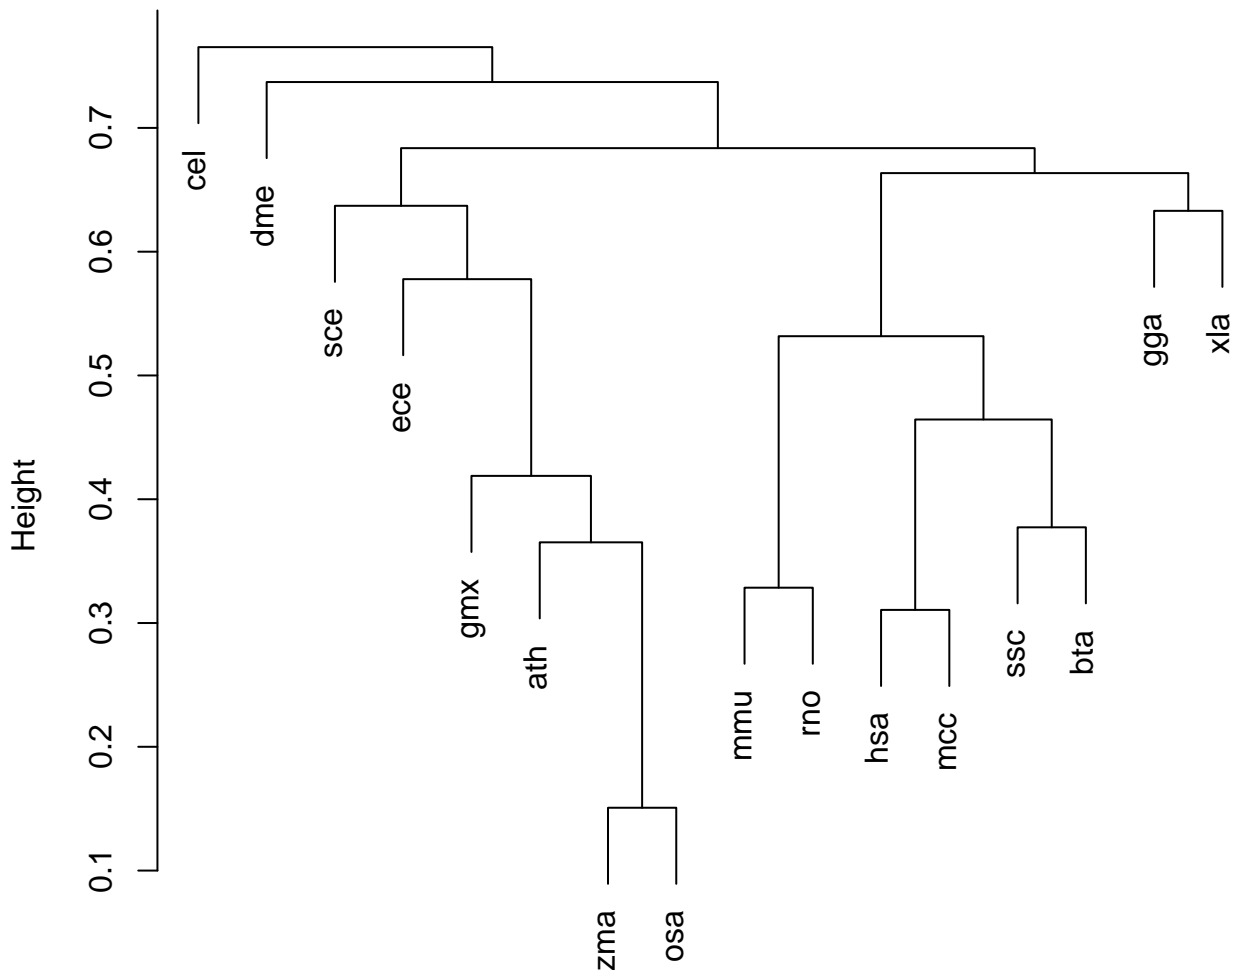 Height
0.7
0.6
0.5
0.4
0.3
0.2
0.1
cel
dme
sce
ece
gmx
ath
zma
osa
mmu
rno
hsa
mcc
ssc
bta
gga
xla